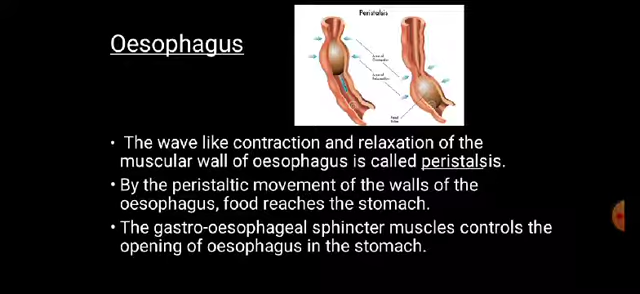 Oesophagus
Peristalsis
• The wave like contraction and relaxation of the
muscular wall of oesophagus is called peristalsis.
• By the peristaltic movement of the walls of the
oesophagus, food reaches the stomach.
• The gastro-oesophageal sphincter muscles controls the
opening of oesophagus in the stomach.